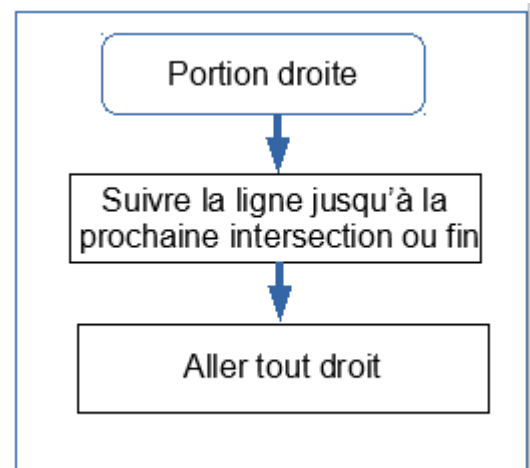 Portion droite
Suivre la ligne jusqu’à la
prochaine intersection ou fin
Aller tout droit